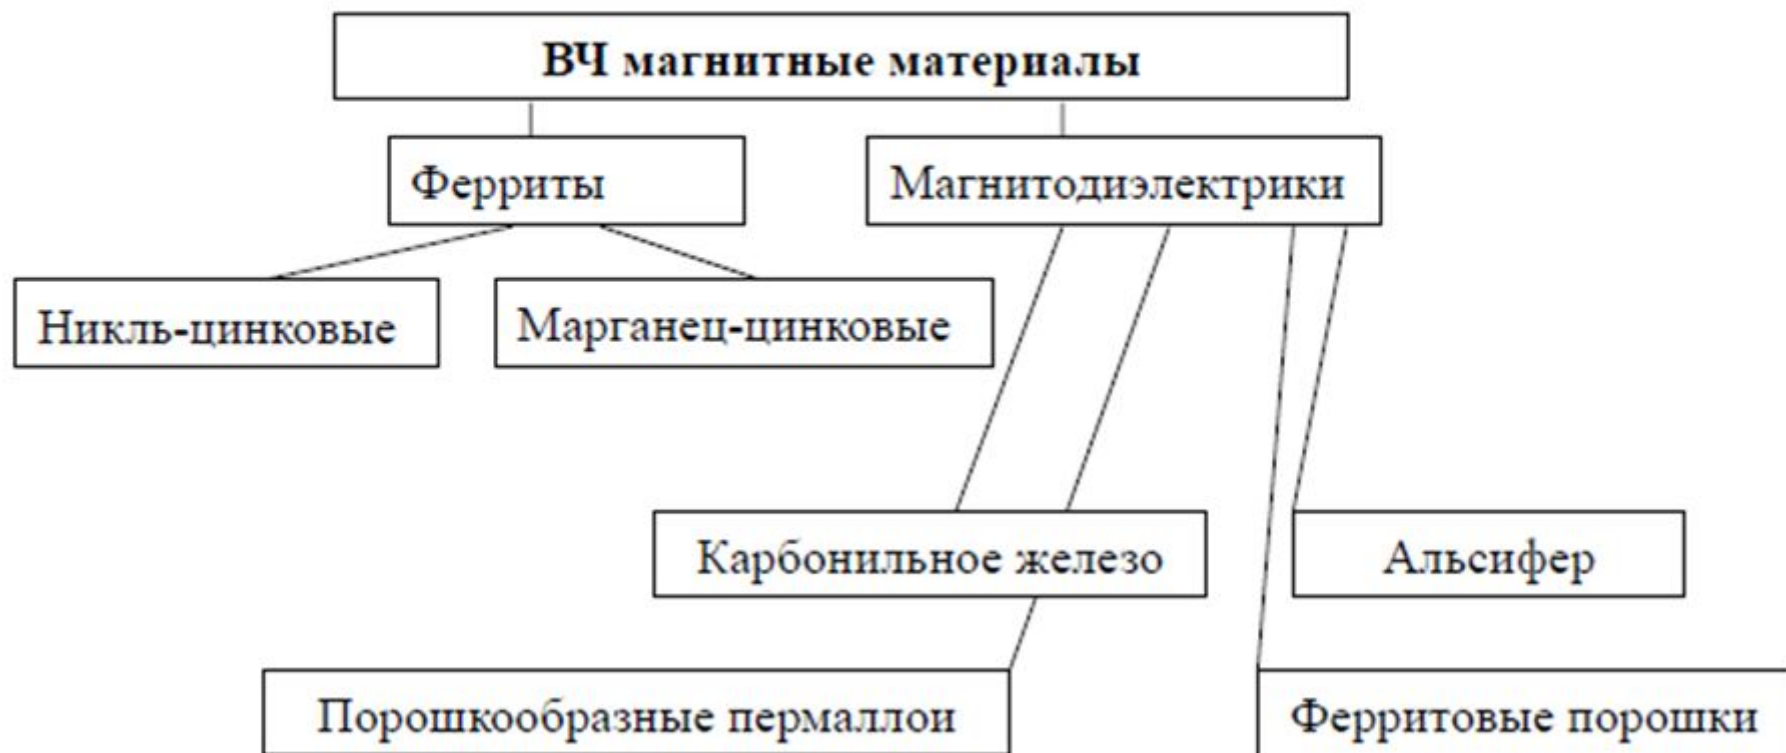 ВЧ магнитные материалы
Ферриты
Магнитодиэлектрики
Никль-цинковые
Марганец-цинковые
Карбонильное железо
Альсифер
Порошкообразные пермаллои
Ферритовые порошки